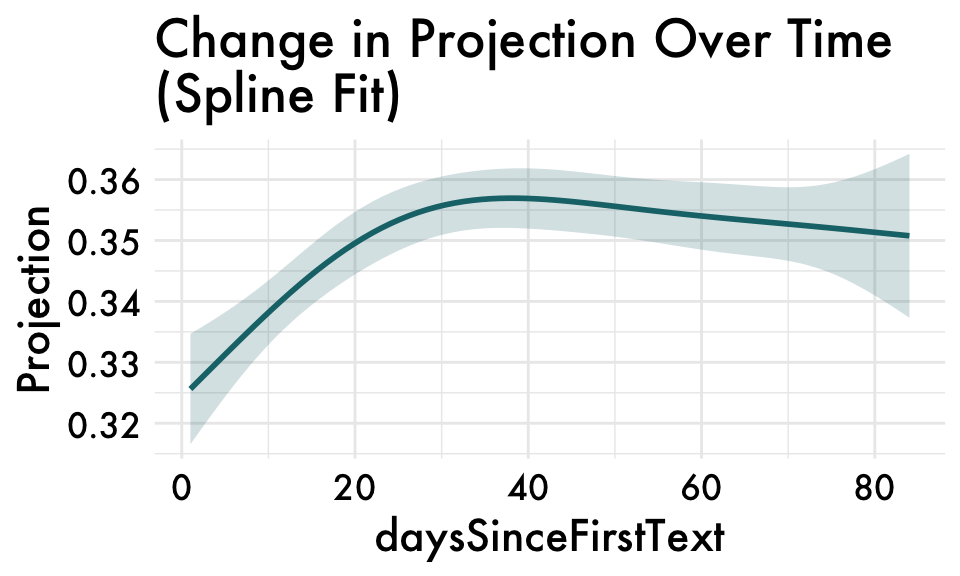 Change in Projection Over Time
(Spline Fit)
Projection
0.36
0.35
0.34
0.33
0.32
0 20 40 60 80
daysSinceFirstText